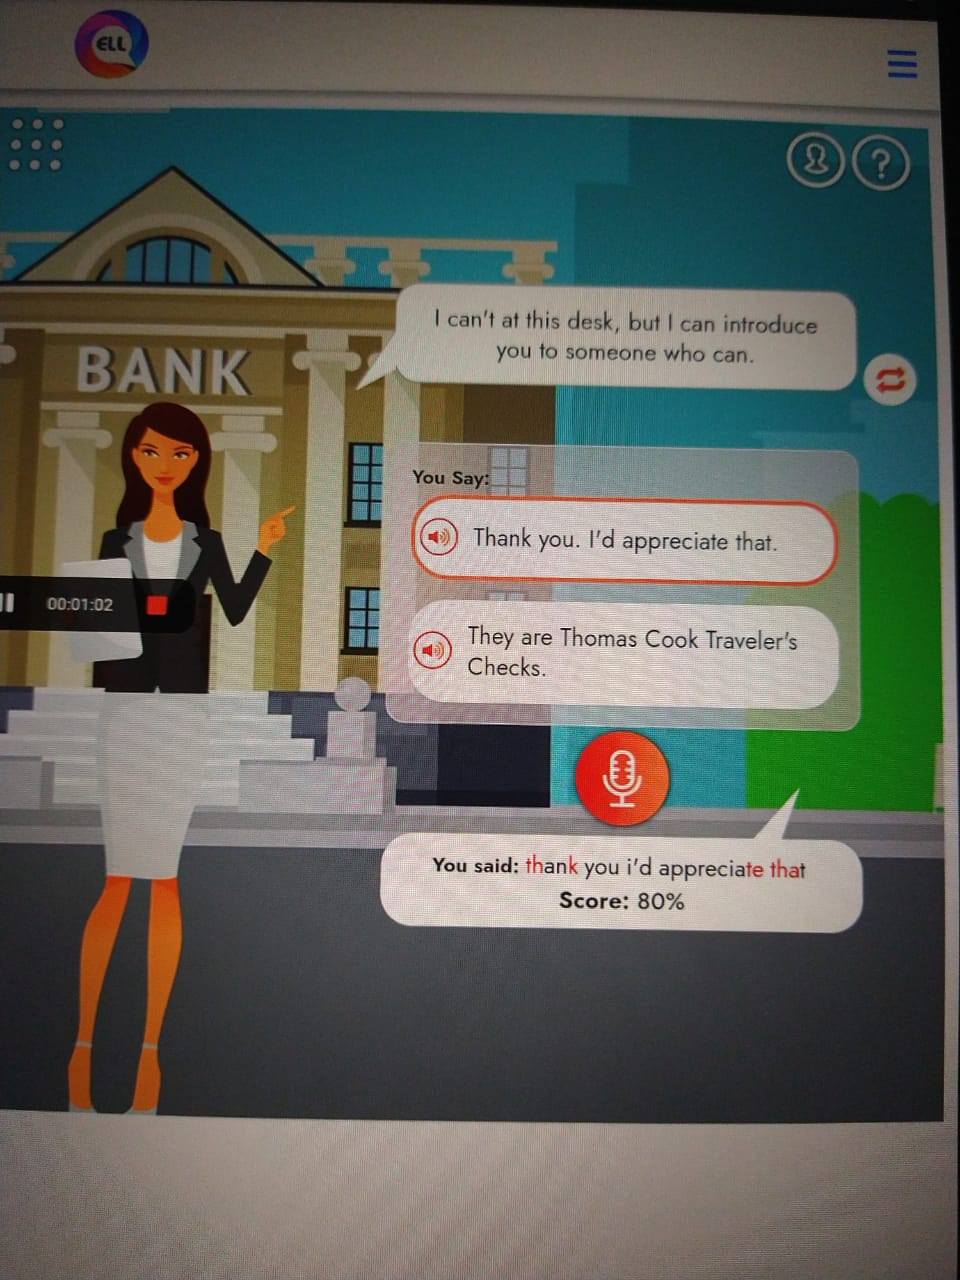 ELL
?
BANK
I can't at this desk, but I can introduce
you to someone who can.
You Say:
Thank you. I'd appreciate that.
They are Thomas Cook Traveler's
Checks.
00:01:02
You said: thank you i'd appreciate that
Score: 80%